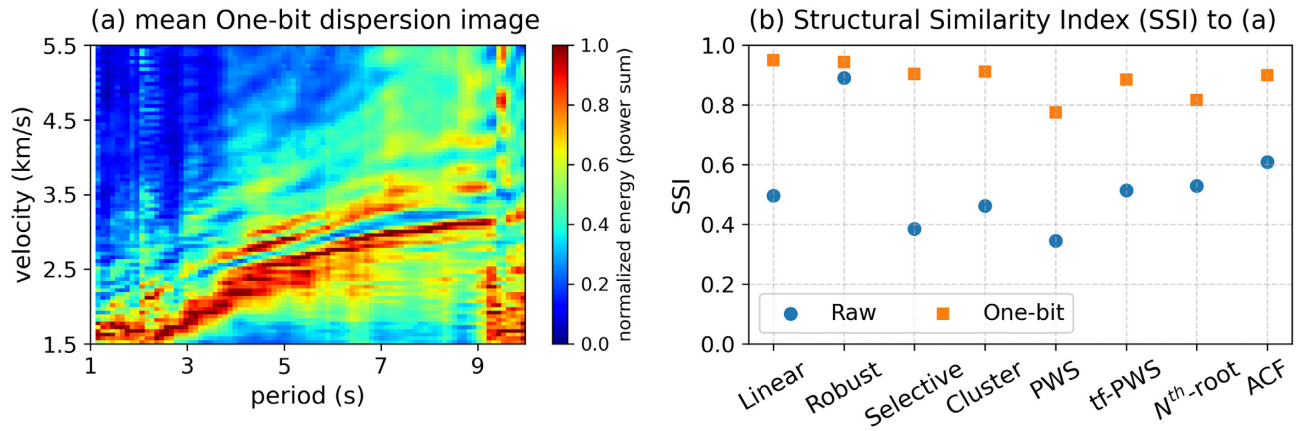 (a) mean One-bit dispersion image
5.5
4.5
3.5
2.5
1.5
velocity (km/s)
1
3
5
7
9
period (s)
1.0
0.8
0.6
0.4
0.2
0.0
normalized energy (power sum)
(b) Structural Similarity Index (SSI) to (a)
1.0
0.8
0.6
0.4
0.2
0.0
SSI
Raw
One-bit
Linear
Robust
Selective
Cluster
PWS
tf-PWS
Nᵗʰ-root
ACF